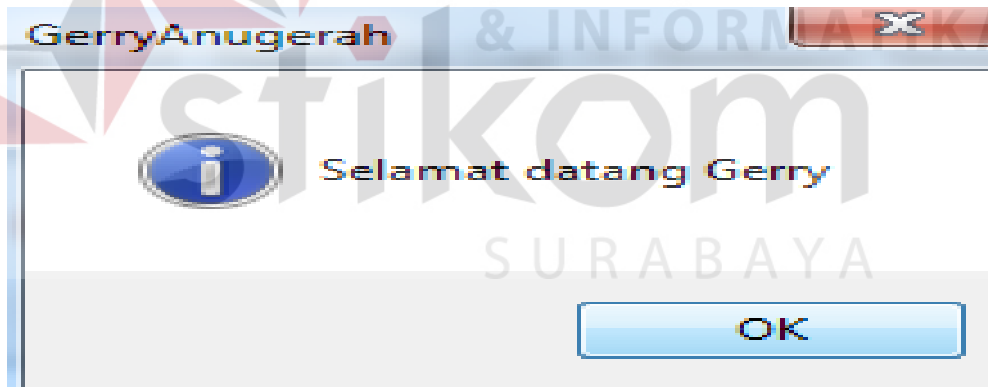 GerryAnugerah
& INFORMATIKA
stikom
Selamat datang Gerry
SURABAYA
OK